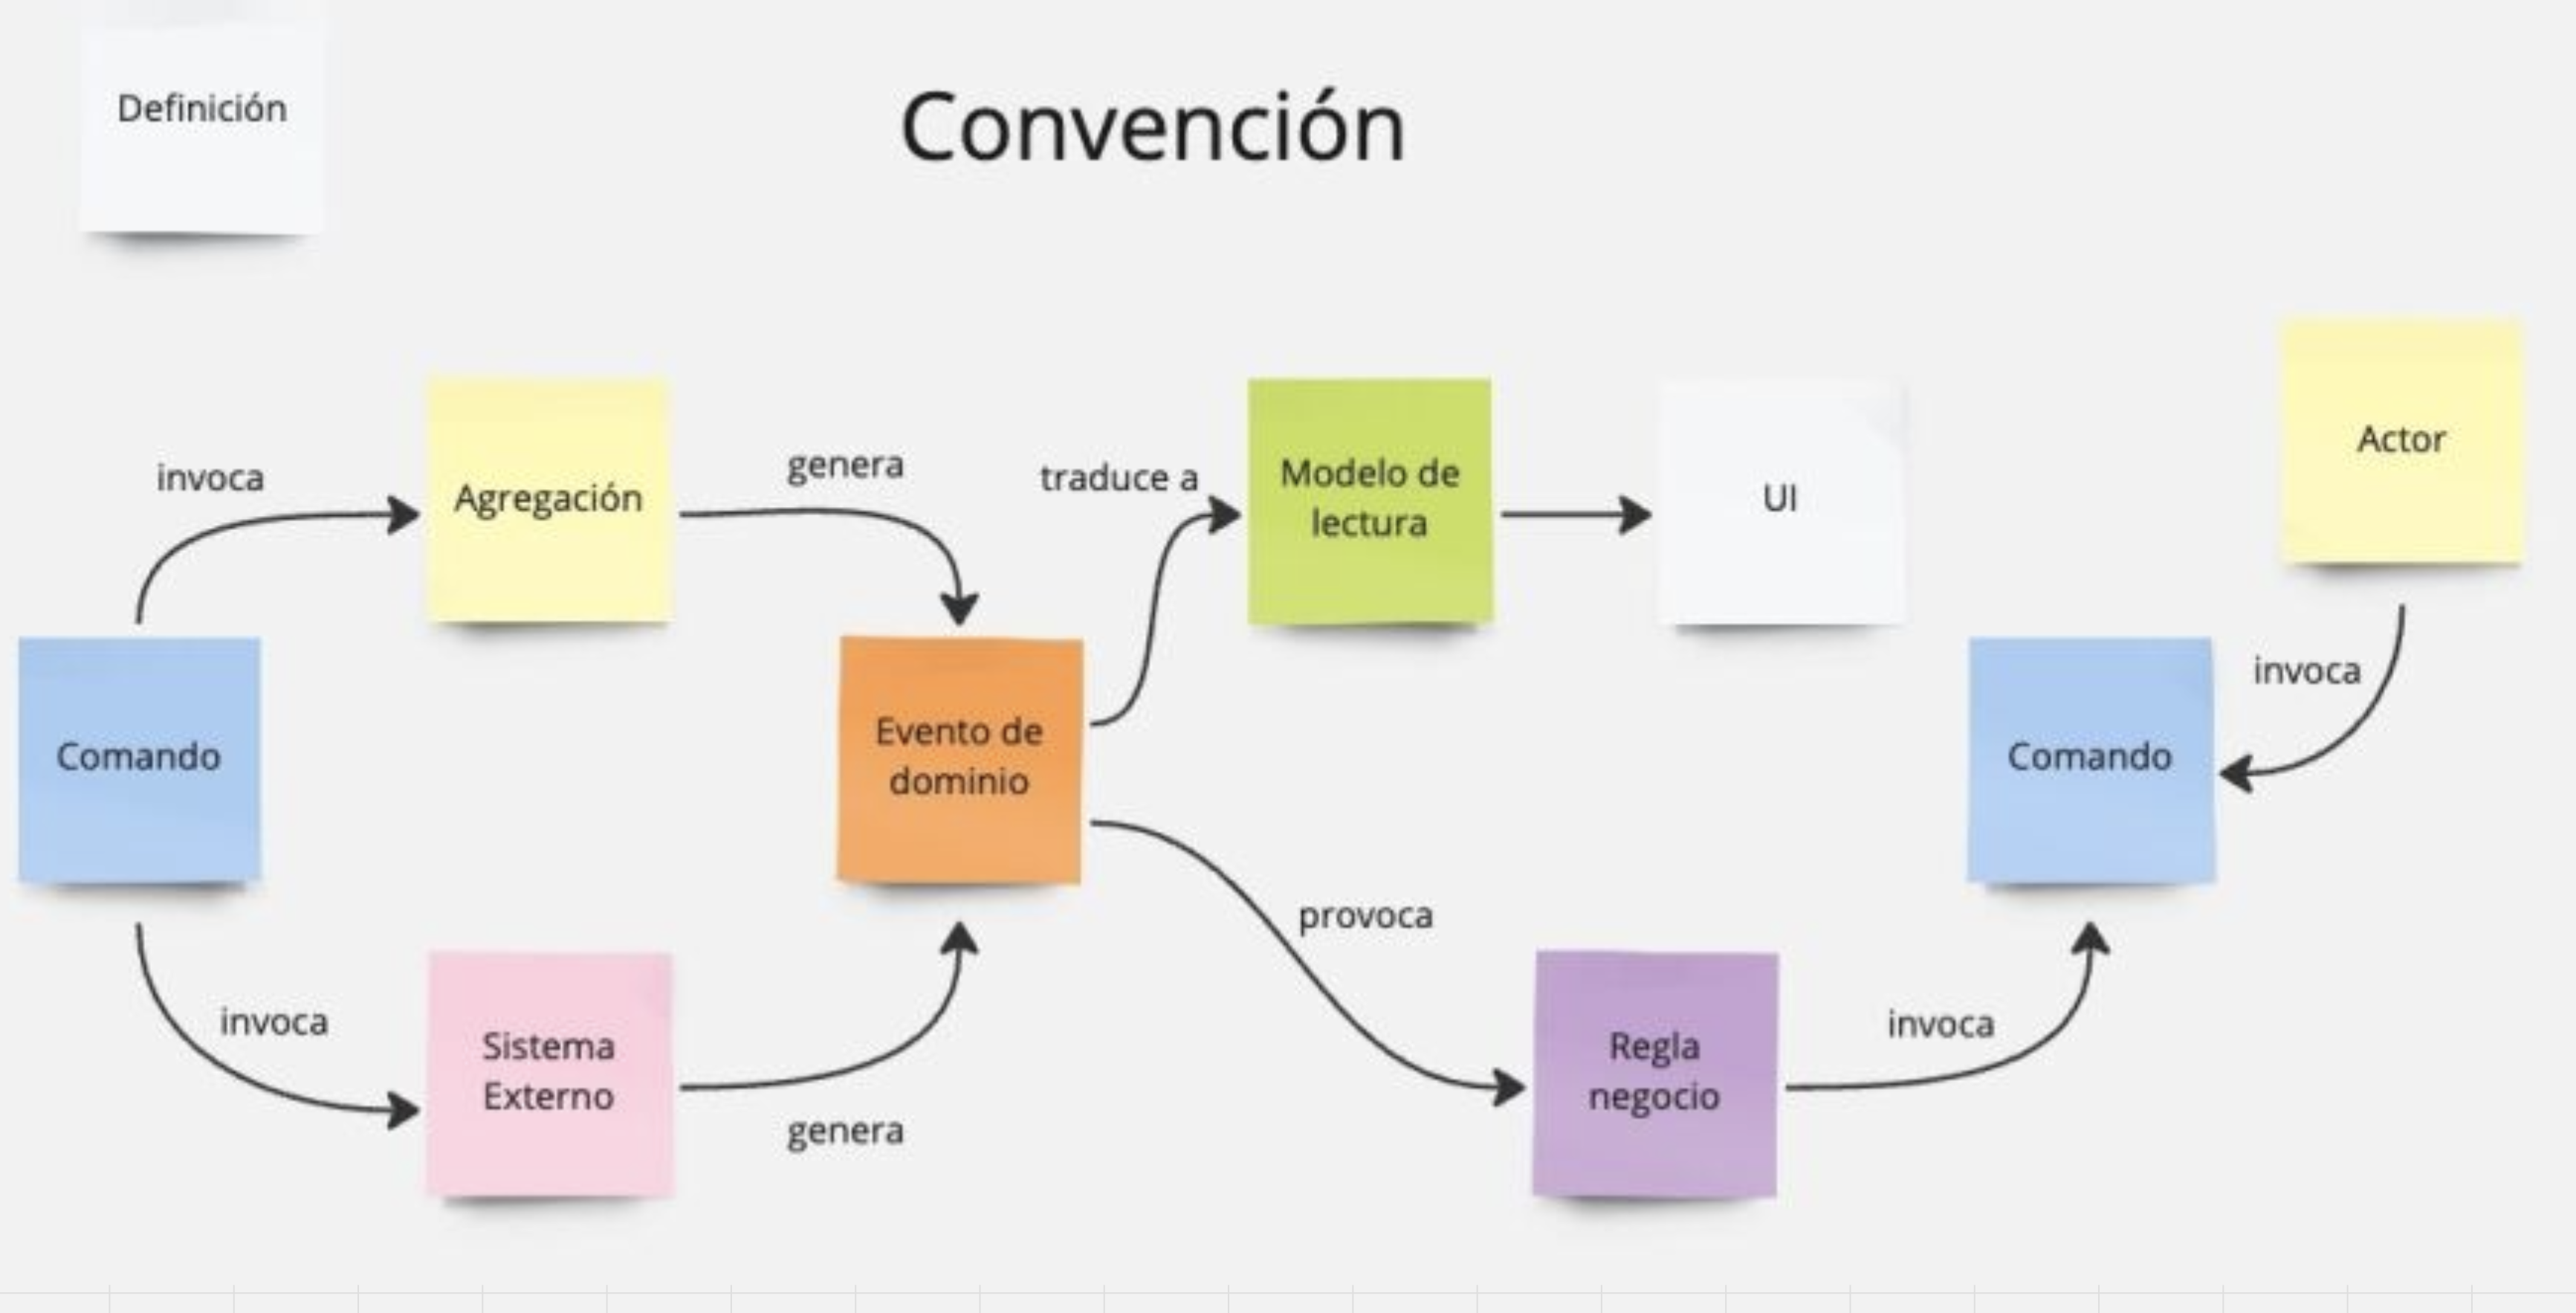 Definición
Convención
Actor
invoca
Agregación
genera
traduce a
Modelo de
lectura
UI
invoca
Comando
Evento de
dominio
Comando
provoca
invoca
Sistema
Externo
genera
Regla
negocio
invoca